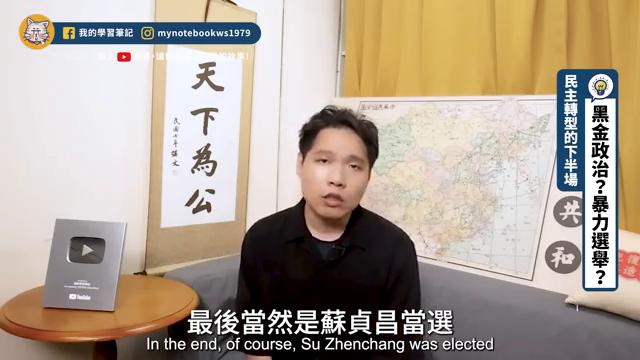 我的學習筆記
mynotebookws1979
天下為公
民主轉型的下半場
黑金政治?暴力選舉?
共
和
YouTube
最後當然是蘇貞昌當選
In the end, of course, Su Zhenchang was elected